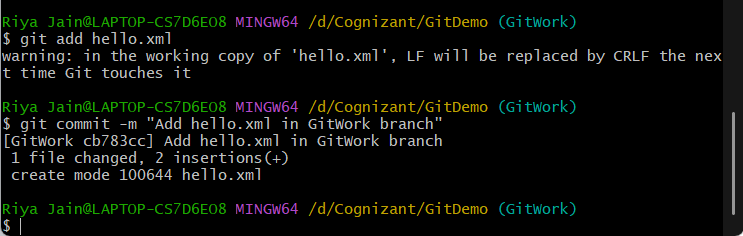 Riya Jain@LAPTOP-CS7D6EO8 MINGW64 /d/Cognizant/GitDemo (GitWork)
$ git add hello.xml
warning: in the working copy of 'hello.xml', LF will be replaced by CRLF the nex
t time Git touches it
Riya Jain@LAPTOP-CS7D6EO8 MINGW64 /d/Cognizant/GitDemo (GitWork)
$ git commit -m "Add hello.xml in GitWork branch"
[GitWork cb783cc] Add hello.xml in GitWork branch
 1 file changed, 2 insertions(+)
 create mode 100644 hello.xml
Riya Jain@LAPTOP-CS7D6EO8 MINGW64 /d/Cognizant/GitDemo (GitWork)
$